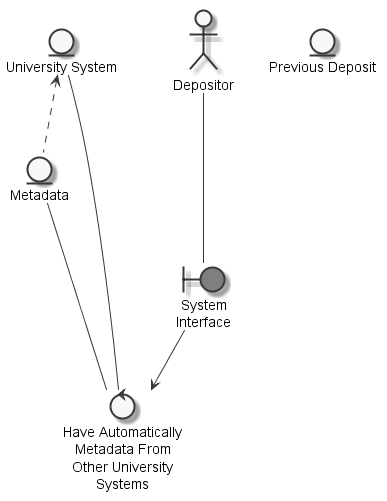 University System
Depositor
Previous Deposit
Metadata
System
Interface
Have Automatically
Metadata From
Other University
Systems